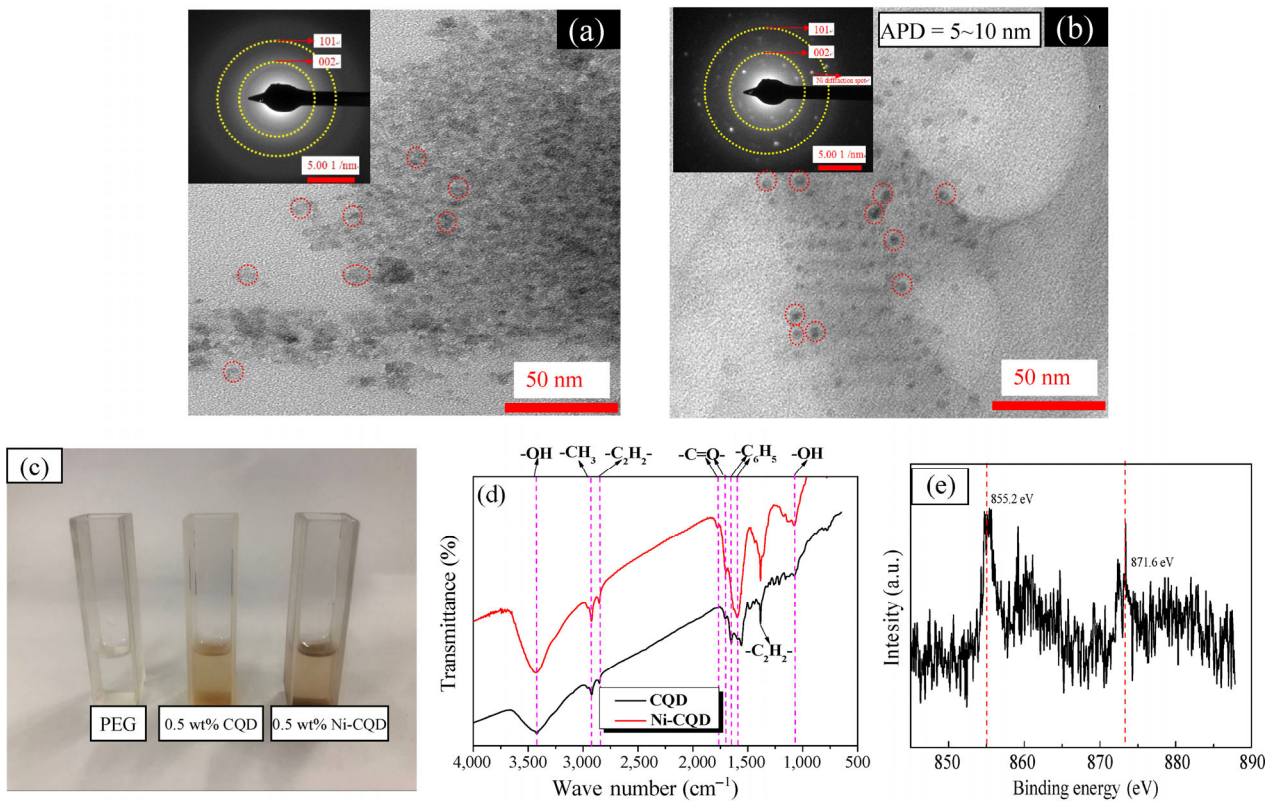 (a)
101
002
5.00 1 /nm
50 nm
(b)
APD = 5~10 nm
101
002
Ni diffraction spot
5.00 1 /nm
50 nm
(c)
PEG
0.5 wt% CQD
0.5 wt% Ni-CQD
-OH
-CH3
-C2H2-
-C=O-
-C6H5
-OH
(d)
Transmittance (%)
-C2H2-
CQD
Ni-CQD
4,000 3,500 3,000 2,500 2,000 1,500 1,000 500
Wave number (cm−1)
(e)
855.2 eV
871.6 eV
Intesity (a.u.)
850 860 870 880 890
Binding energy (eV)